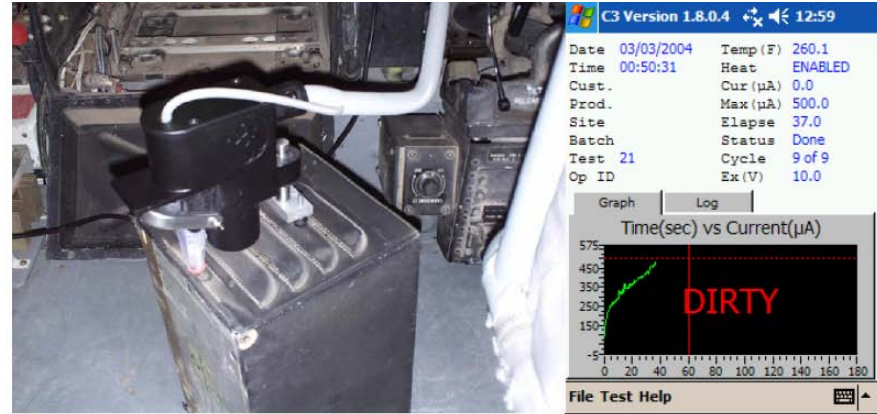 C3 Version 1.8.0.4 12:59
Date 03/03/2004 Temp(F) 260.1
Time 00:50:31 Heat ENABLED
Cust. Cur(µA) 0.0
Prod. Max(µA) 500.0
Site Elapse 37.0
Batch Status Done
Test 21 Cycle 9 of 9
Op ID Ex(V) 10.0
Graph Log
Time(sec) vs Current(µA)
575
450
350
250
150
-5
DIRTY
0 20 40 60 80 100 120 140 160 180
File Test Help